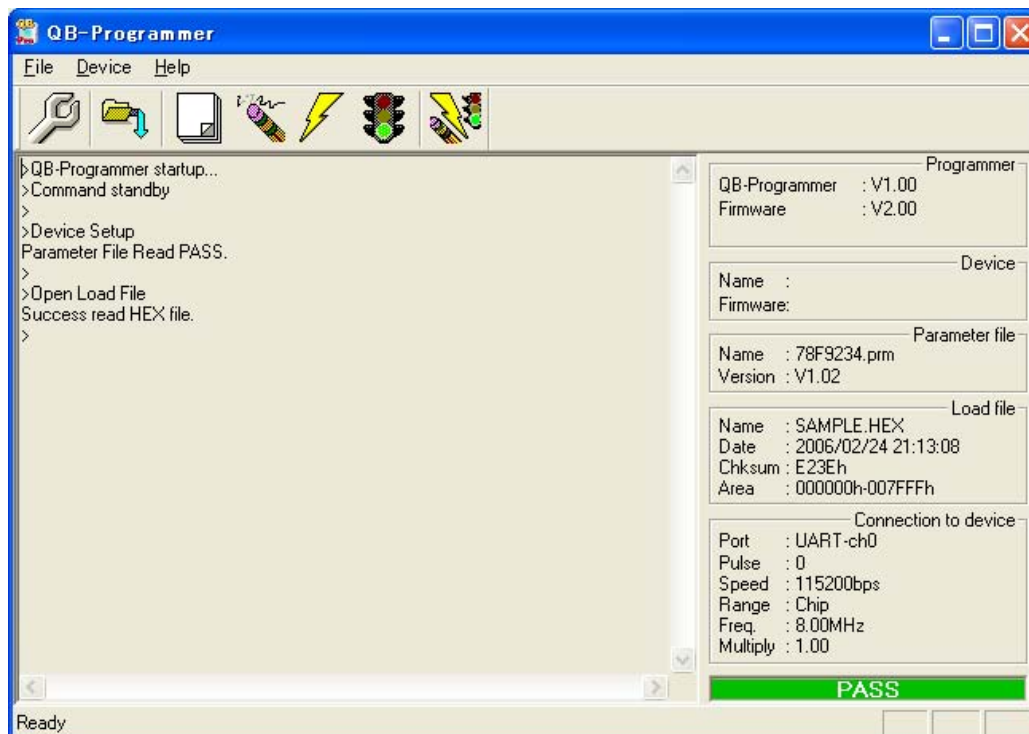 QB-Programmer
File Device Help
>QB-Programmer startup...
>Command standby
>
>Device Setup
Parameter File Read PASS.
>
>Open Load File
Success read HEX file.
>
Programmer
QB-Programmer : V1.00
Firmware : V2.00
Device
Name :
Firmware:
Parameter file
Name : 78F9234.prm
Version : V1.02
Load file
Name : SAMPLE.HEX
Date : 2006/02/24 21:13:08
Chksum : E23Eh
Area : 000000h-007FFFh
Connection to device
Port : UART-ch0
Pulse : 0
Speed : 115200bps
Range : Chip
Freq. : 8.00MHz
Multiply : 1.00
PASS
Ready